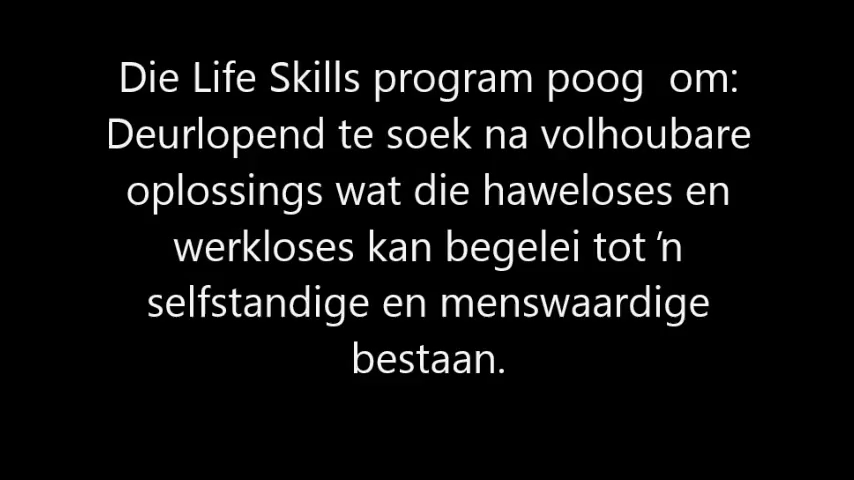 Die Life Skills program poog  om:
Deurlopend te soek na volhoubare
oplossings wat die haweloses en
werkloses kan begelei tot ’n
selfstandige en menswaardige
bestaan.